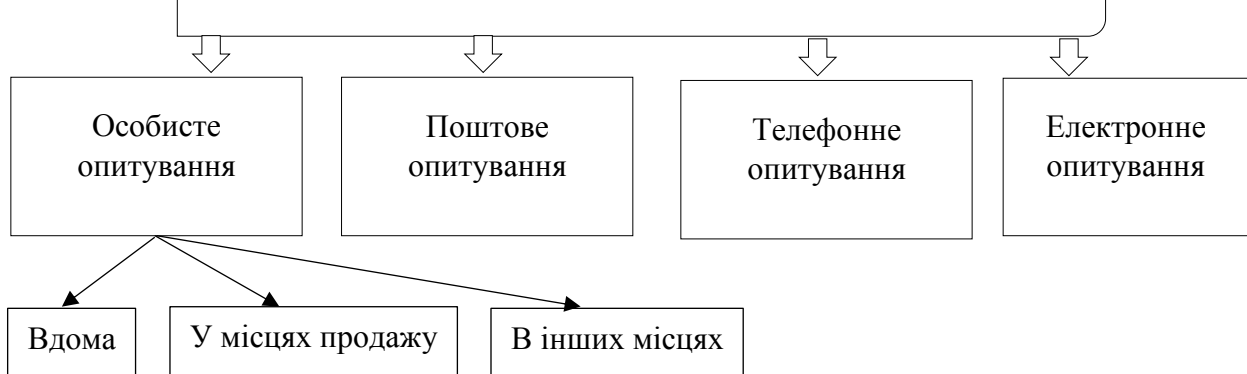 Особисте
опитування
Поштове
опитування
Телефонне
опитування
Електронне
опитування
Вдома
У місцях продажу
В інших місцях